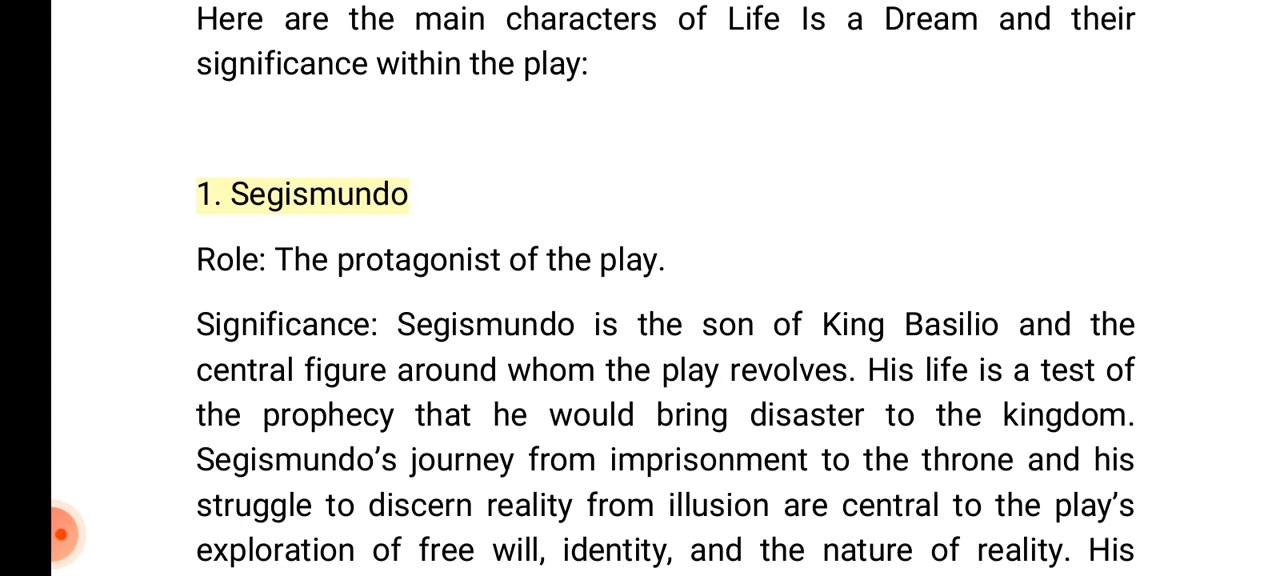 Here are the main characters of Life Is a Dream and their
significance within the play:
1. Segismundo
Role: The protagonist of the play.
Significance: Segismundo is the son of King Basilio and the
central figure around whom the play revolves. His life is a test of
the prophecy that he would bring disaster to the kingdom.
Segismundo’s journey from imprisonment to the throne and his
struggle to discern reality from illusion are central to the play’s
exploration of free will, identity, and the nature of reality. His